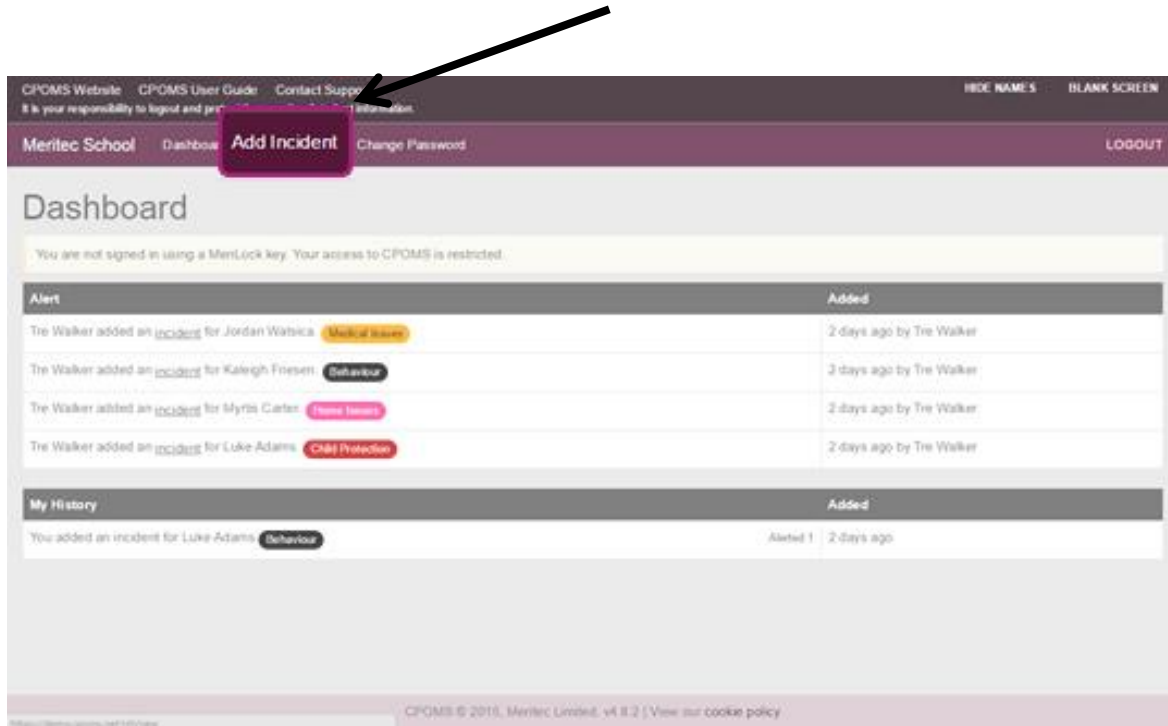 CPOMS Website CPOMS User Guide Contact Suppo HIDE NAMES BLANK SCREEN
It is your responsibility to logout and information.
Meritec School Dashboa Add Incident Change Password LOGOUT
Dashboard
You are not signed in using a MeriLock key. Your access to CPOMS is restricted.
Alert Added
Tre Walker added an incident for Jordan Watsica. Medical Issues 2 days ago by Tre Walker
Tre Walker added an incident for Kaleigh Friesen. Behaviour 2 days ago by Tre Walker
Tre Walker added an incident for Myrtis Carter. Home Issues 2 days ago by Tre Walker
Tre Walker added an incident for Luke Adams. Child Protection 2 days ago by Tre Walker
My History Added
You added an incident for Luke Adams. Behaviour Alerted 1 2 days ago
CPOMS © 2015, Meritec Limited. v4.8.2 | View our cookie policy